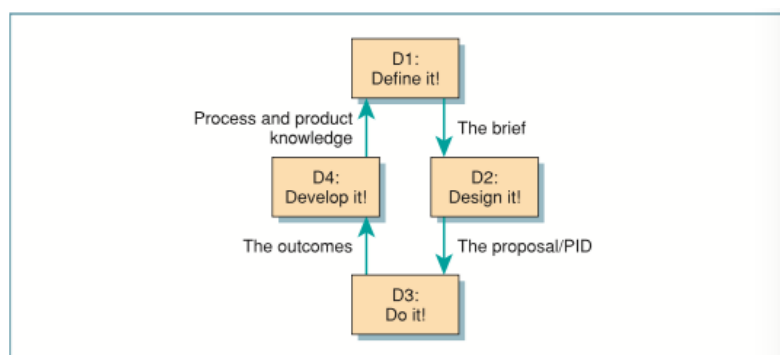 D1:
Define it!
Process and product
knowledge
The brief
D4:
Develop it!
D2:
Design it!
The outcomes
The proposal/PID
D3:
Do it!